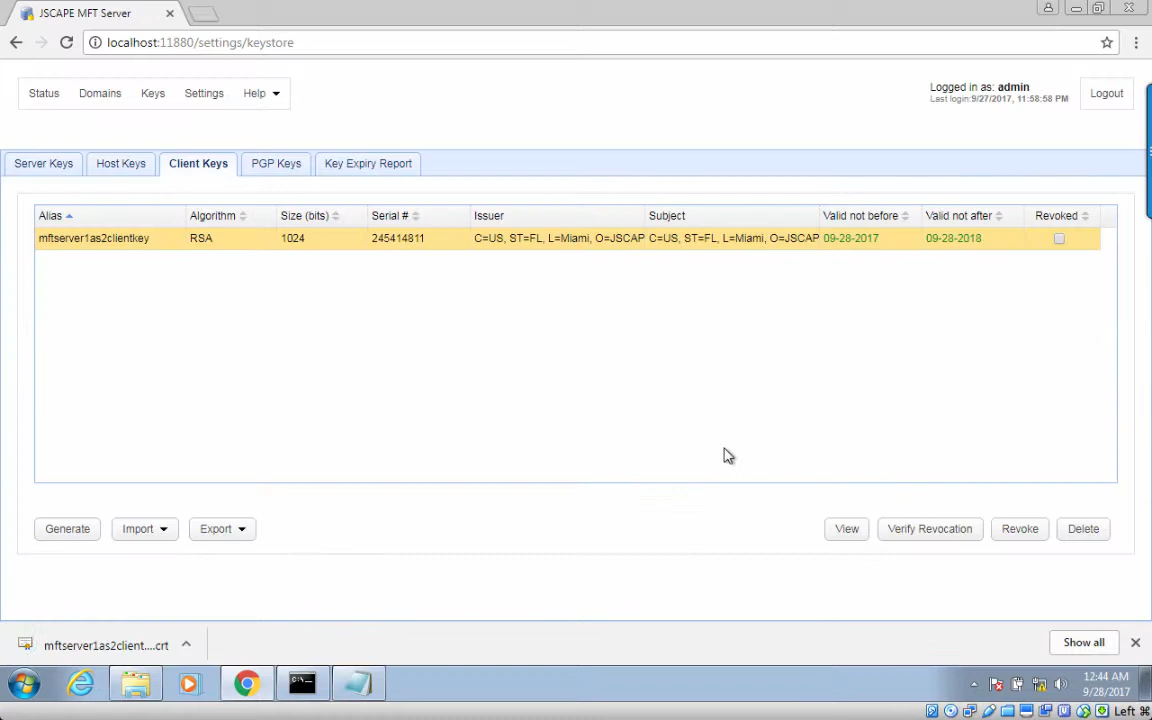 JSCAPE MFT Server
localhost:11880/settings/keystore
Status Domains Keys Settings Help
Logged in as: admin
Last login:9/27/2017, 11:58:58 PM
Logout
Server Keys Host Keys Client Keys PGP Keys Key Expiry Report
Alias Algorithm Size (bits) Serial # Issuer Subject Valid not before Valid not after Revoked
mftserver1as2clientkey RSA 1024 245414811 C=US, ST=FL, L=Miami, O=JSCAP C=US, ST=FL, L=Miami, O=JSCAP 09-28-2017 09-28-2018
Generate Import Export View Verify Revocation Revoke Delete
mftserver1as2client....crt Show all
12:44 AM
9/28/2017
Left ⌘